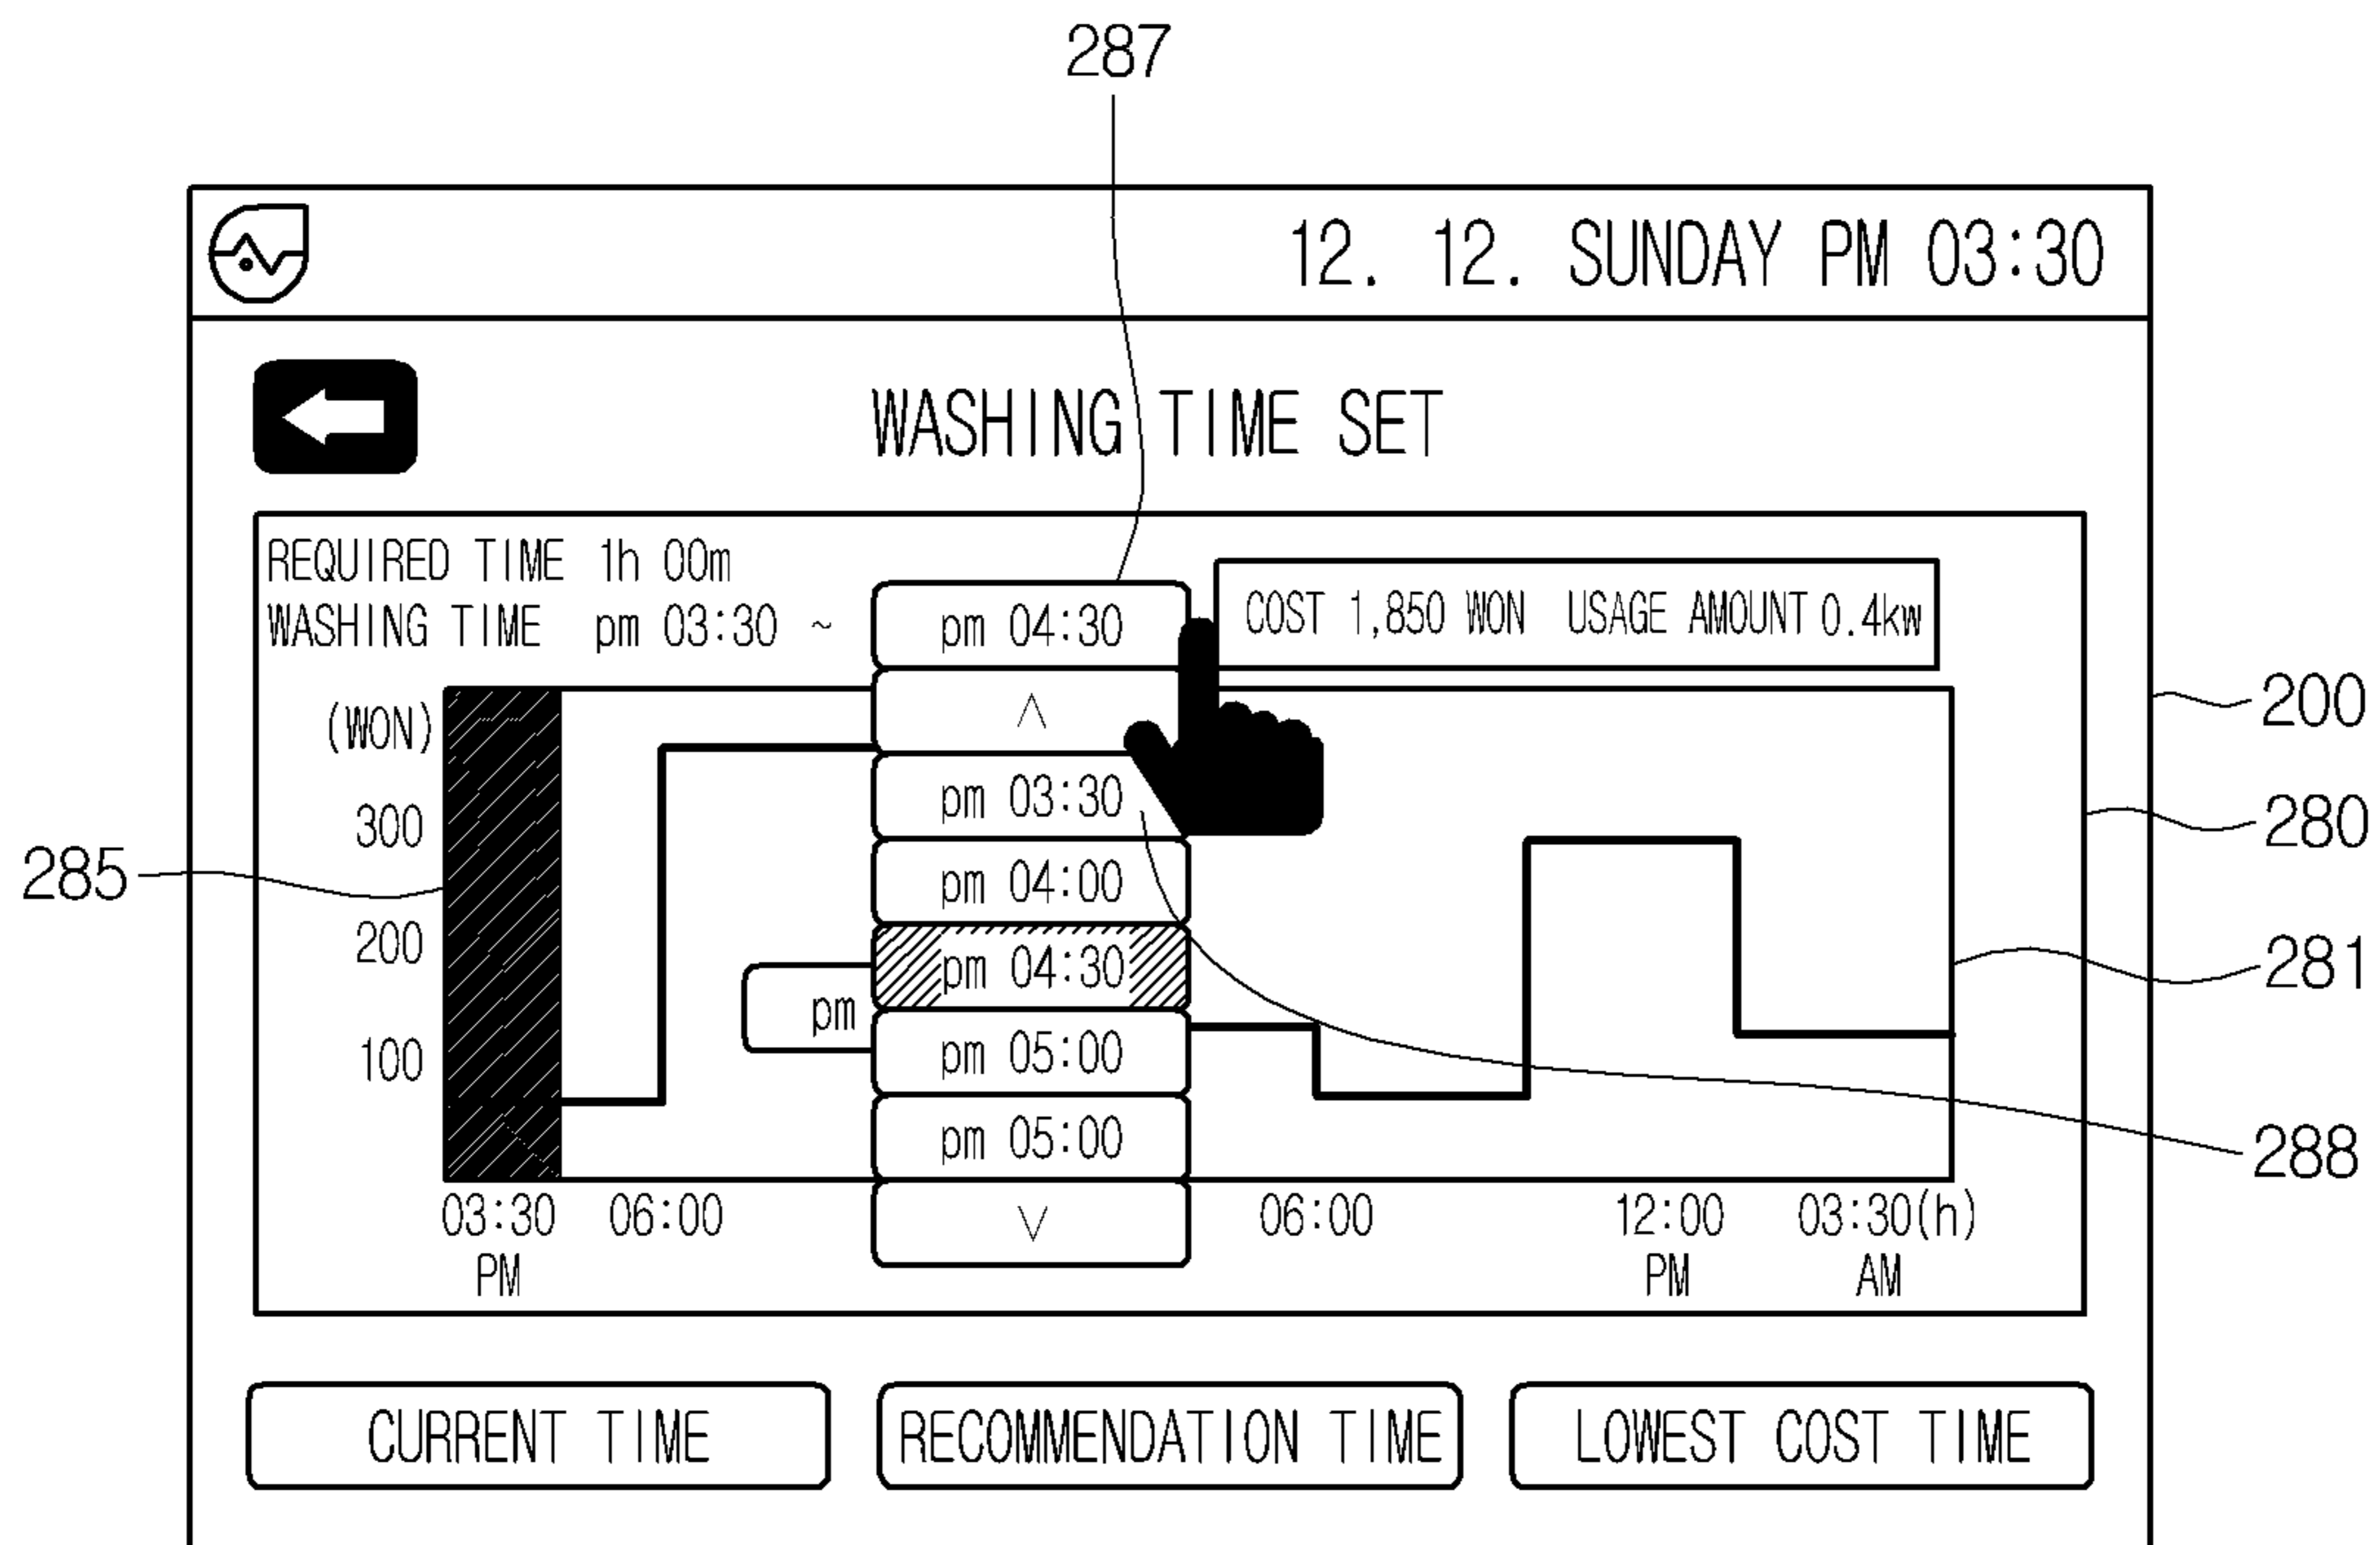 287
12. 12. SUNDAY PM 03:30
WASHING TIME SET
REQUIRED TIME 1h 00m
WASHING TIME pm 03:30 ~ pm 04:30
COST 1,850 WON USAGE AMOUNT 0.4kw
(WON)
300
200
100
pm 03:30
pm 04:00
pm 04:30
pm
pm 05:00
pm 05:00
03:30 PM
06:00
06:00
12:00 PM
03:30(h) AM
CURRENT TIME
RECOMMENDATION TIME
LOWEST COST TIME
285
200
280
281
288